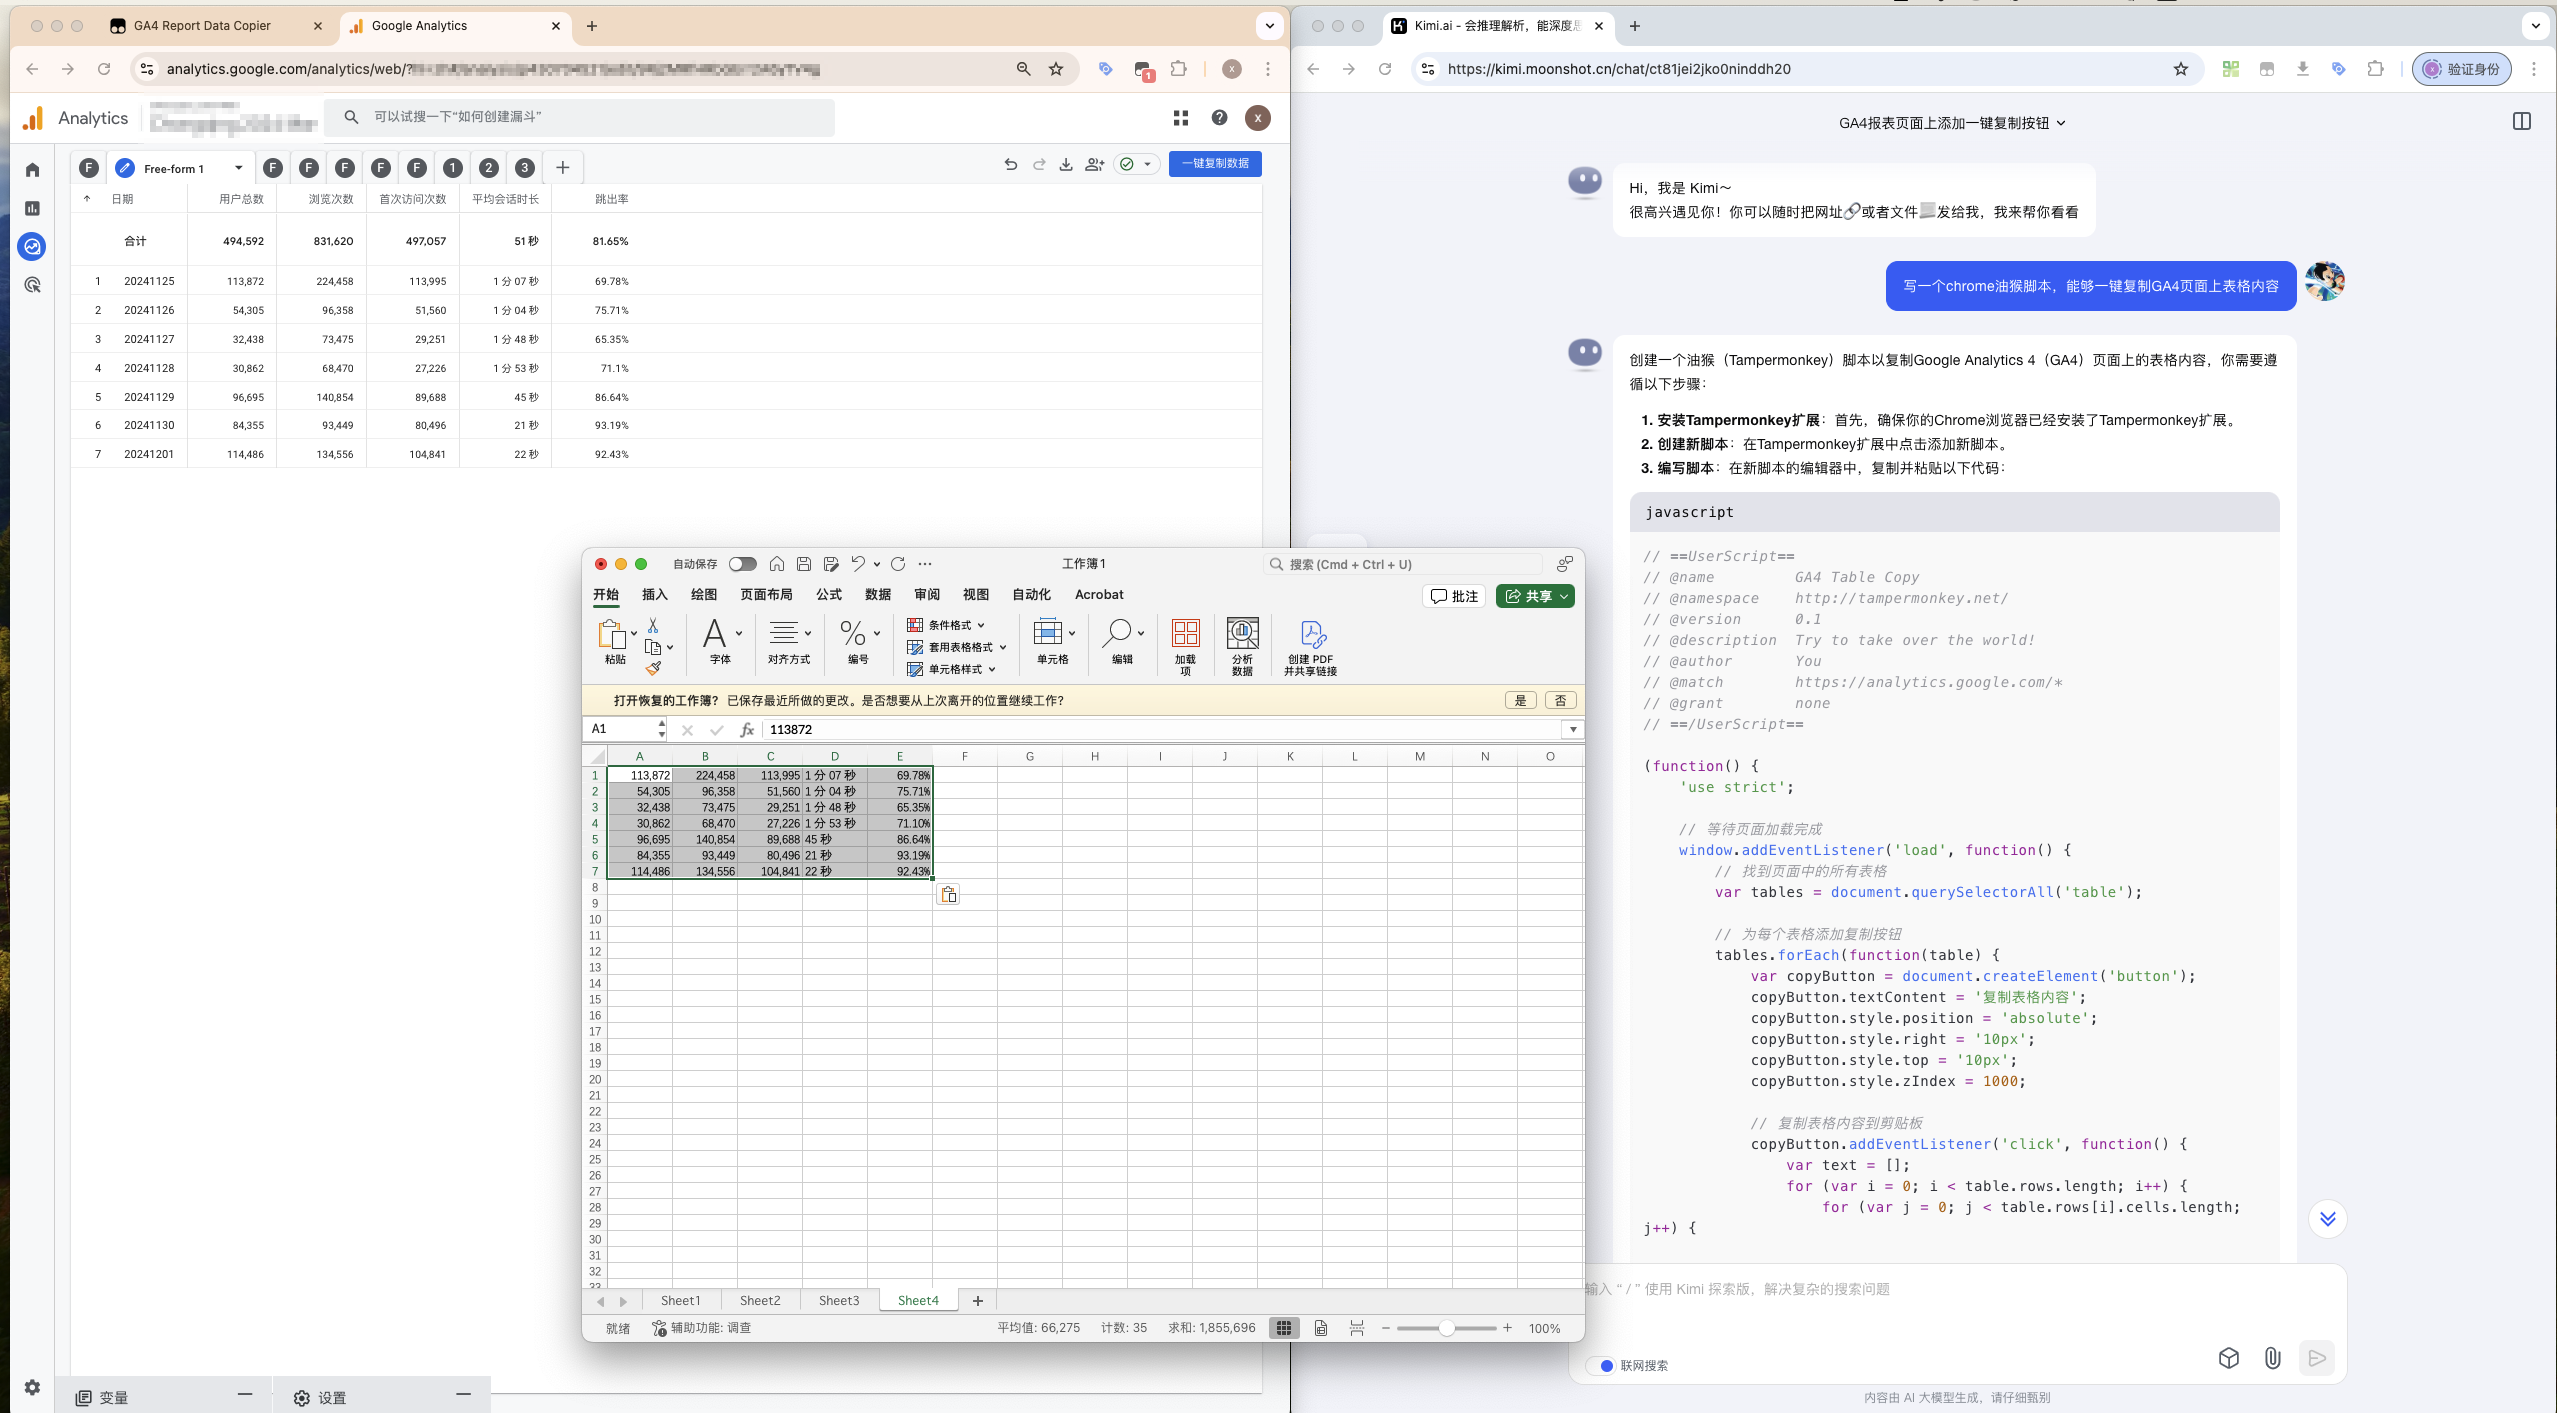 GA4 Report Data Copier
Google Analytics
analytics.google.com/analytics/web/?
Analytics
可以试搜一下“如何创建漏斗”
X
F
Free-form 1
F
F
F
F
F
1
2
3
一键复制数据
日期 用户总数 浏览次数 首次访问次数 平均会话时长 跳出率
合计 494,592 831,620 497,057 51 秒 81.65%
1 20241125 113,872 224,458 113,995 1 分 07 秒 69.78%
2 20241126 54,305 96,358 51,560 1 分 04 秒 75.71%
3 20241127 32,438 73,475 29,251 1 分 48 秒 65.35%
4 20241128 30,862 68,470 27,226 1 分 53 秒 71.1%
5 20241129 96,695 140,854 89,688 45 秒 86.64%
6 20241130 84,355 93,449 80,496 21 秒 93.19%
7 20241201 114,486 134,556 104,841 22 秒 92.43%
变量
设置
自动保存
工作簿1
搜索 (Cmd + Ctrl + U)
开始 插入 绘图 页面布局 公式 数据 审阅 视图 自动化 Acrobat
批注
共享
粘贴
字体
对齐方式
编号
条件格式
套用表格格式
单元格样式
单元格
编辑
加载
项
分析
数据
创建 PDF
并共享链接
打开恢复的工作簿? 已保存最近所做的更改。是否想要从上次离开的位置继续工作?
是
否
A1
fx
113872
A B C D E F G H I J K L M N O
1 113,872 224,458 113,995 1 分 07 秒 69.78%
2 54,305 96,358 51,560 1 分 04 秒 75.71%
3 32,438 73,475 29,251 1 分 48 秒 65.35%
4 30,862 68,470 27,226 1 分 53 秒 71.10%
5 96,695 140,854 89,688 45 秒 86.64%
6 84,355 93,449 80,496 21 秒 93.19%
7 114,486 134,556 104,841 22 秒 92.43%
8
9
10
11
12
13
14
15
16
17
18
19
20
21
22
23
24
25
26
27
28
29
30
31
32
33
Sheet1 Sheet2 Sheet3 Sheet4
就绪
辅助功能: 调查
平均值: 66,275 计数: 35 求和: 1,855,696
100%
Kimi.ai - 会推理解析，能深度思
https://kimi.moonshot.cn/chat/ct81jei2jko0ninddh20
验证身份
GA4报表页面上添加一键复制按钮
Hi，我是 Kimi～
很高兴遇见你！你可以随时把网址🔗或者文件📃发给我，我来帮你看看
写一个chrome油猴脚本，能够一键复制GA4页面上表格内容
创建一个油猴（Tampermonkey）脚本以复制Google Analytics 4（GA4）页面上的表格内容，你需要遵
循以下步骤：
1. 安装Tampermonkey扩展：首先，确保你的Chrome浏览器已经安装了Tampermonkey扩展。
2. 创建新脚本：在Tampermonkey扩展中点击添加新脚本。
3. 编写脚本：在新脚本的编辑器中，复制并粘贴以下代码：
javascript
// ==UserScript==
// @name         GA4 Table Copy
// @namespace    http://tampermonkey.net/
// @version      0.1
// @description  Try to take over the world!
// @author       You
// @match        https://analytics.google.com/*
// @grant        none
// ==/UserScript==
(function() {
'use strict';
// 等待页面加载完成
window.addEventListener('load', function() {
// 找到页面中的所有表格
var tables = document.querySelectorAll('table');
// 为每个表格添加复制按钮
tables.forEach(function(table) {
var copyButton = document.createElement('button');
copyButton.textContent = '复制表格内容';
copyButton.style.position = 'absolute';
copyButton.style.right = '10px';
copyButton.style.top = '10px';
copyButton.style.zIndex = 1000;
// 复制表格内容到剪贴板
copyButton.addEventListener('click', function() {
var text = [];
for (var i = 0; i < table.rows.length; i++) {
for (var j = 0; j < table.rows[i].cells.length;
j++) {
输入 “ / ” 使用 Kimi 探索版，解决复杂的搜索问题
联网搜索
内容由 AI 大模型生成，请仔细甄别